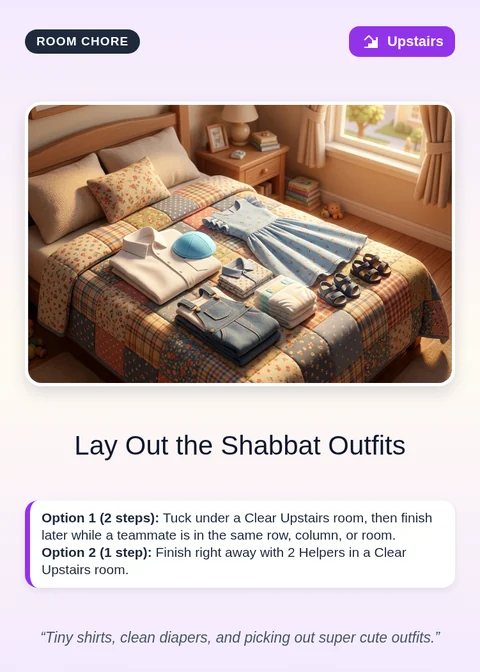 ROOM CHORE
Upstairs
Lay Out the Shabbat Outfits
Option 1 (2 steps): Tuck under a Clear Upstairs room, then finish
later while a teammate is in the same row, column, or room.
Option 2 (1 step): Finish right away with 2 Helpers in a Clear
Upstairs room.
“Tiny shirts, clean diapers, and picking out super cute outfits.”